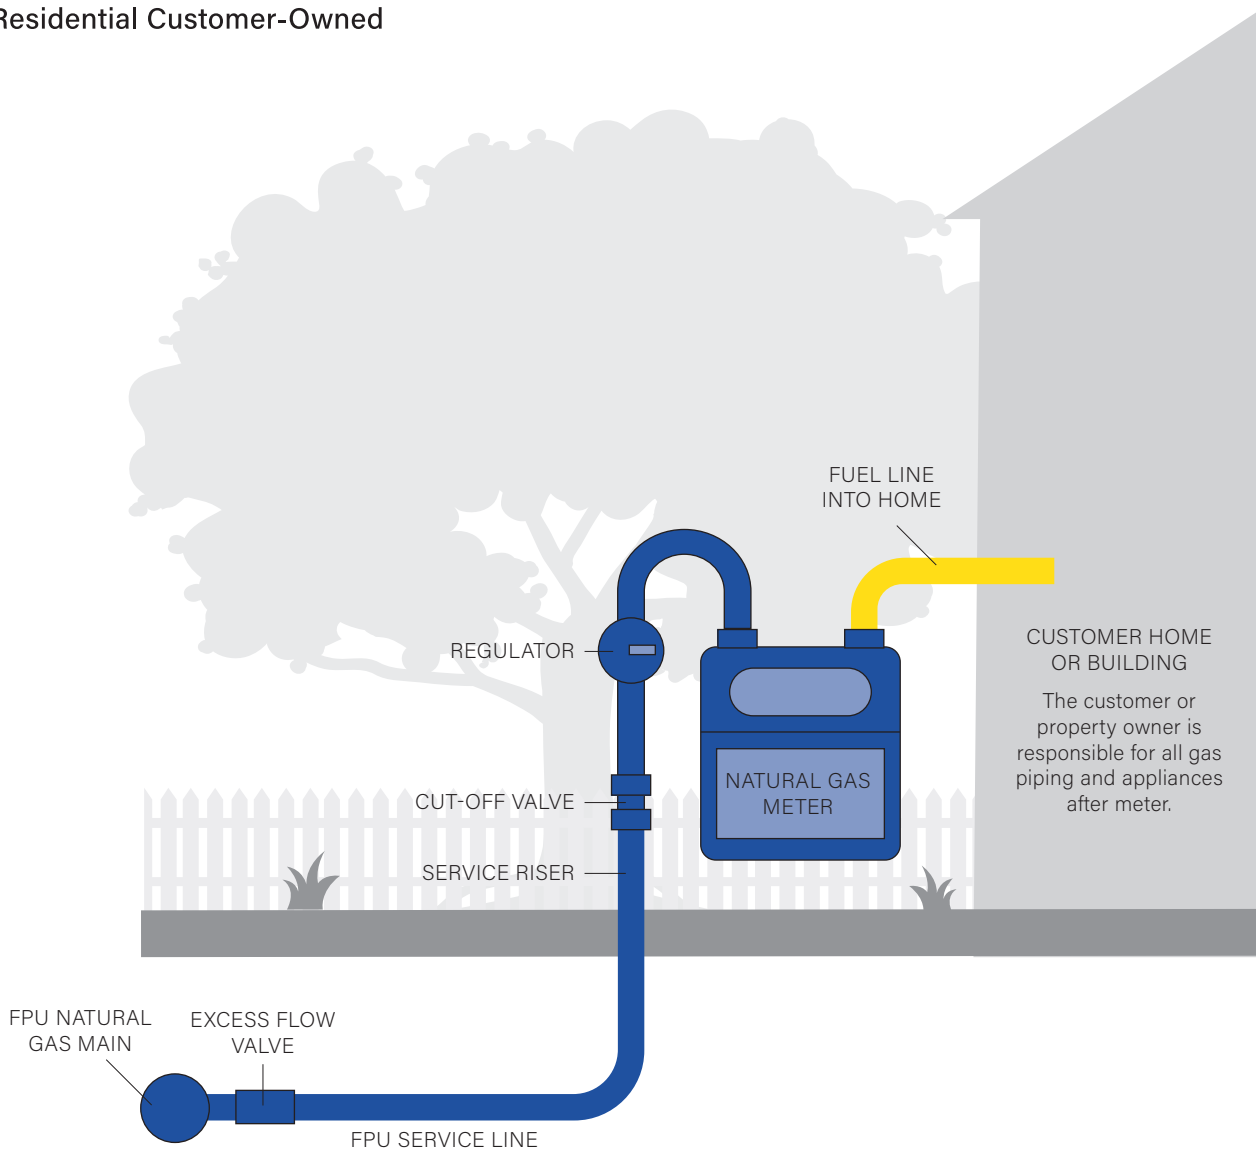 Residential Customer-Owned
FUEL LINE
INTO HOME
REGULATOR
CUSTOMER HOME
OR BUILDING
The customer or
property owner is
responsible for all gas
piping and appliances
after meter.
NATURAL GAS
METER
CUT-OFF VALVE
SERVICE RISER
FPU NATURAL
GAS MAIN
EXCESS FLOW
VALVE
FPU SERVICE LINE